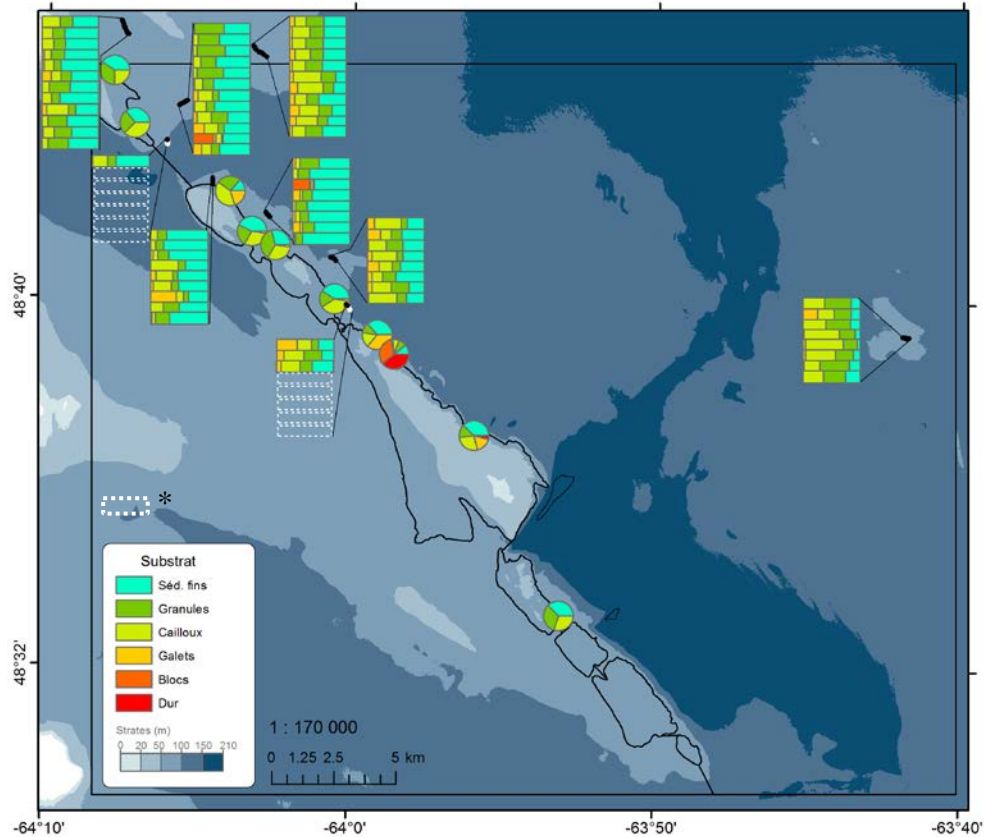 48°40'
48°32'
*
Substrat
Séd. fins
Granules
Cailloux
Galets
Blocs
Dur
Strates (m)
0 20 50 100 150 210
1 : 170 000
0 1.25 2.5 5 km
-64°10' -64°0' -63°50' -63°40'